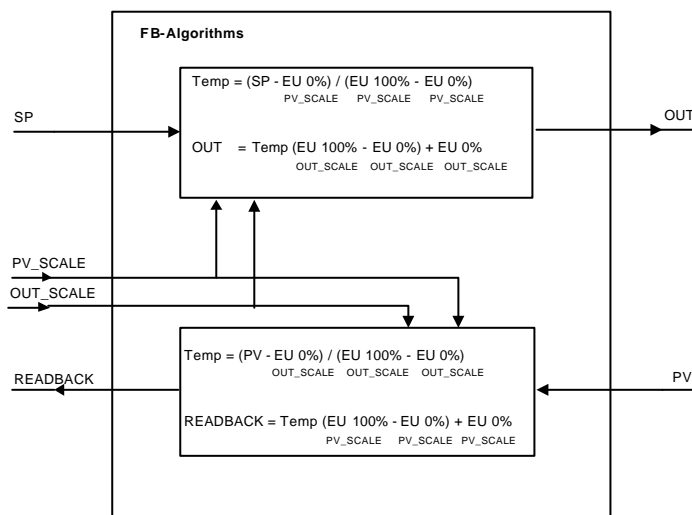 FB-Algorithms
Temp = (SP - EU 0%) / (EU 100% - EU 0%)
PV_SCALE PV_SCALE PV_SCALE
SP
OUT
OUT = Temp (EU 100% - EU 0%) + EU 0%
OUT_SCALE OUT_SCALE OUT_SCALE
PV_SCALE
OUT_SCALE
Temp = (PV - EU 0%) / (EU 100% - EU 0%)
OUT_SCALE OUT_SCALE OUT_SCALE
READBACK
PV
READBACK = Temp (EU 100% - EU 0%) + EU 0%
PV_SCALE PV_SCALE PV_SCALE